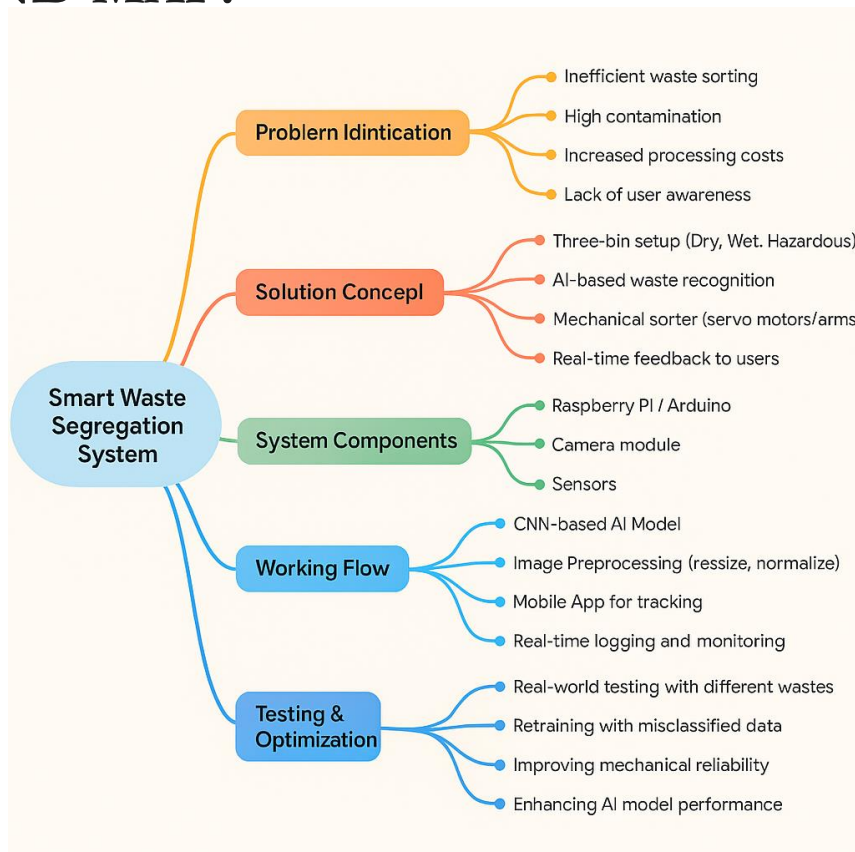 Smart Waste
Segregation
System
Problern Idintication
Inefficient waste sorting
High contamination
Increased processing costs
Lack of user awareness
Solution Concepl
Three-bin setup (Dry, Wet. Hazardous)
AI-based waste recognition
Mechanical sorter (servo motors/arms
Real-time feedback to users
System Components
Raspberry PI / Arduino
Camera module
Sensors
Working Flow
CNN-based AI Model
Image Preprocessing (ressize, normalize)
Mobile App for tracking
Real-time logging and monitoring
Testing &
Optimization
Real-world testing with different wastes
Retraining with misclassified data
Improving mechanical reliability
Enhancing AI model performance